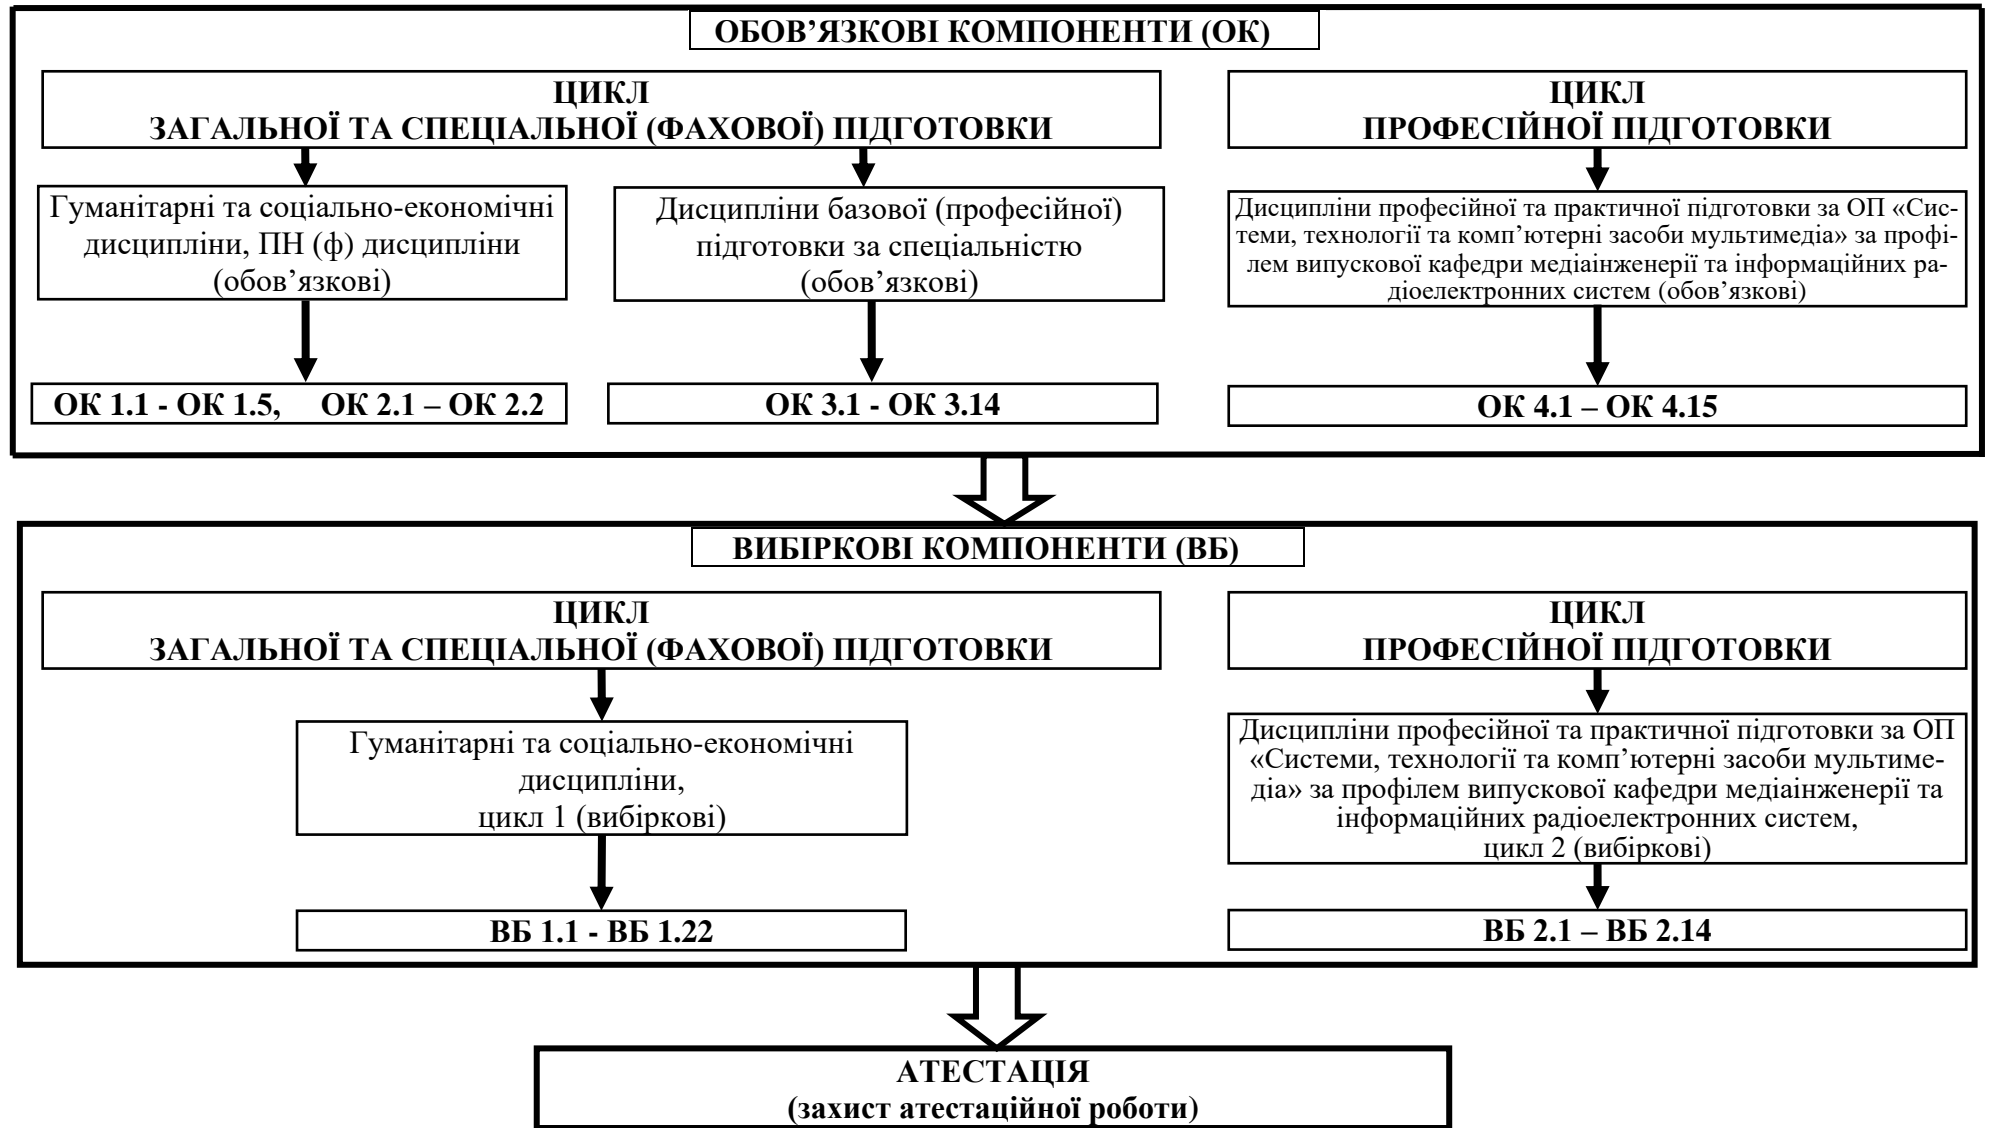 ОБОВ’ЯЗКОВІ КОМПОНЕНТИ (ОК)
ЦИКЛ
ЗАГАЛЬНОЇ ТА СПЕЦІАЛЬНОЇ (ФАХОВОЇ) ПІДГОТОВКИ
ЦИКЛ
ПРОФЕСІЙНОЇ ПІДГОТОВКИ
Гуманітарні та соціально-економічні
дисципліни, ПН (ф) дисципліни
(обов’язкові)
Дисципліни базової (професійної)
підготовки за спеціальністю
(обов’язкові)
Дисципліни професійної та практичної підготовки за ОП «Сис-
теми, технології та комп’ютерні засоби мультимедіа» за профі-
лем випускової кафедри медіаінженерії та інформаційних ра-
діоелектронних систем (обов’язкові)
ОК 1.1 - ОК 1.5, ОК 2.1 – ОК 2.2
ОК 3.1 - ОК 3.14
ОК 4.1 – ОК 4.15
ВИБІРКОВІ КОМПОНЕНТИ (ВБ)
ЦИКЛ
ЗАГАЛЬНОЇ ТА СПЕЦІАЛЬНОЇ (ФАХОВОЇ) ПІДГОТОВКИ
ЦИКЛ
ПРОФЕСІЙНОЇ ПІДГОТОВКИ
Гуманітарні та соціально-економічні
дисципліни,
цикл 1 (вибіркові)
Дисципліни професійної та практичної підготовки за ОП
«Системи, технології та комп’ютерні засоби мультиме-
діа» за профілем випускової кафедри медіаінженерії та
інформаційних радіоелектронних систем,
цикл 2 (вибіркові)
ВБ 1.1 - ВБ 1.22
ВБ 2.1 – ВБ 2.14
АТЕСТАЦІЯ
(захист атестаційної роботи)